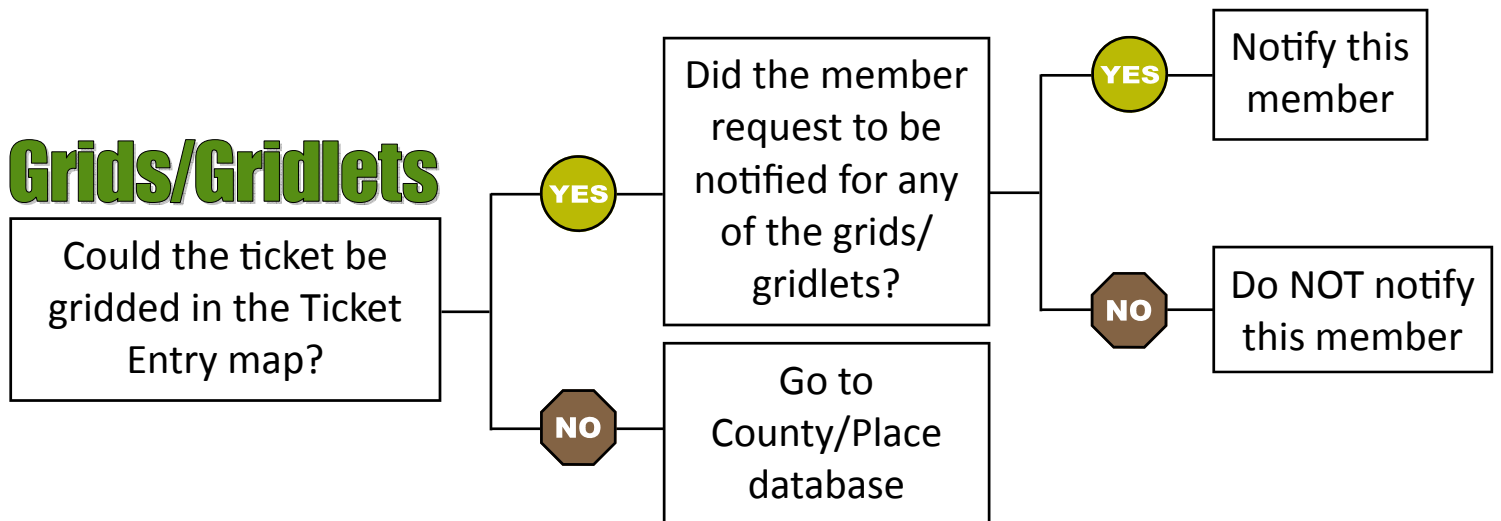 Grids/Gridlets
Could the ticket be
gridded in the Ticket
Entry map?
YES
Did the member
request to be
notified for any
of the grids/
gridlets?
YES
Notify this
member
NO
Do NOT notify
this member
NO
Go to
County/Place
database